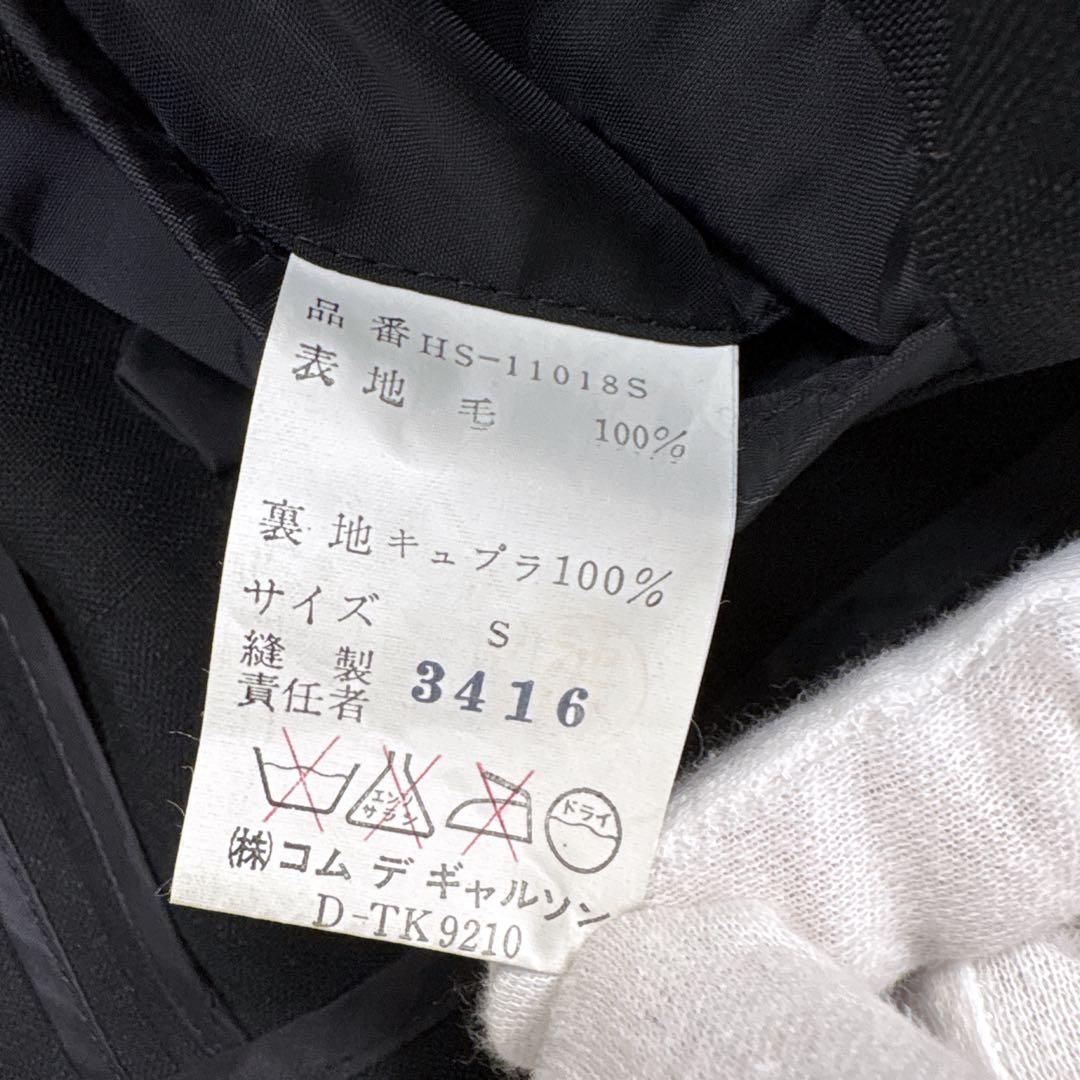 品番HS-11018S
表地 毛 100%
裏地キュプラ100%
サイズ S
縫製
責任者 3416
エンソ
サラシ
ドライ
(株)コム デ ギャルソン
D-TK9210